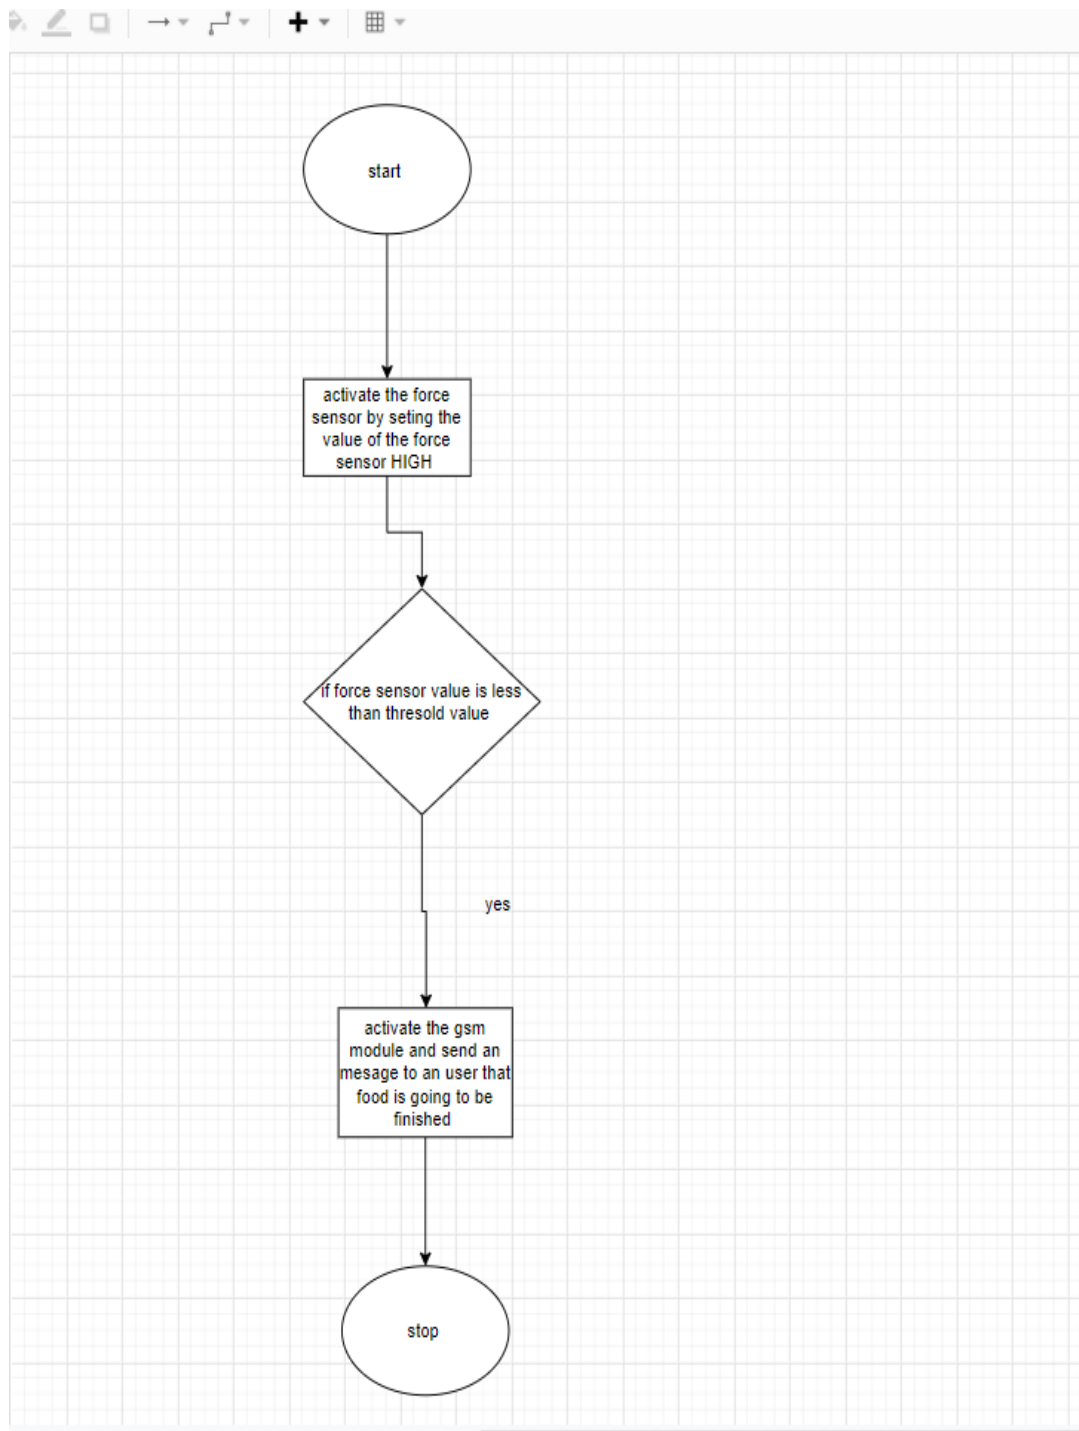 start
activate the force
sensor by seting the
value of the force
sensor HIGH
if force sensor value is less
than thresold value
yes
activate the gsm
module and send an
mesage to an user that
food is going to be
finished
stop